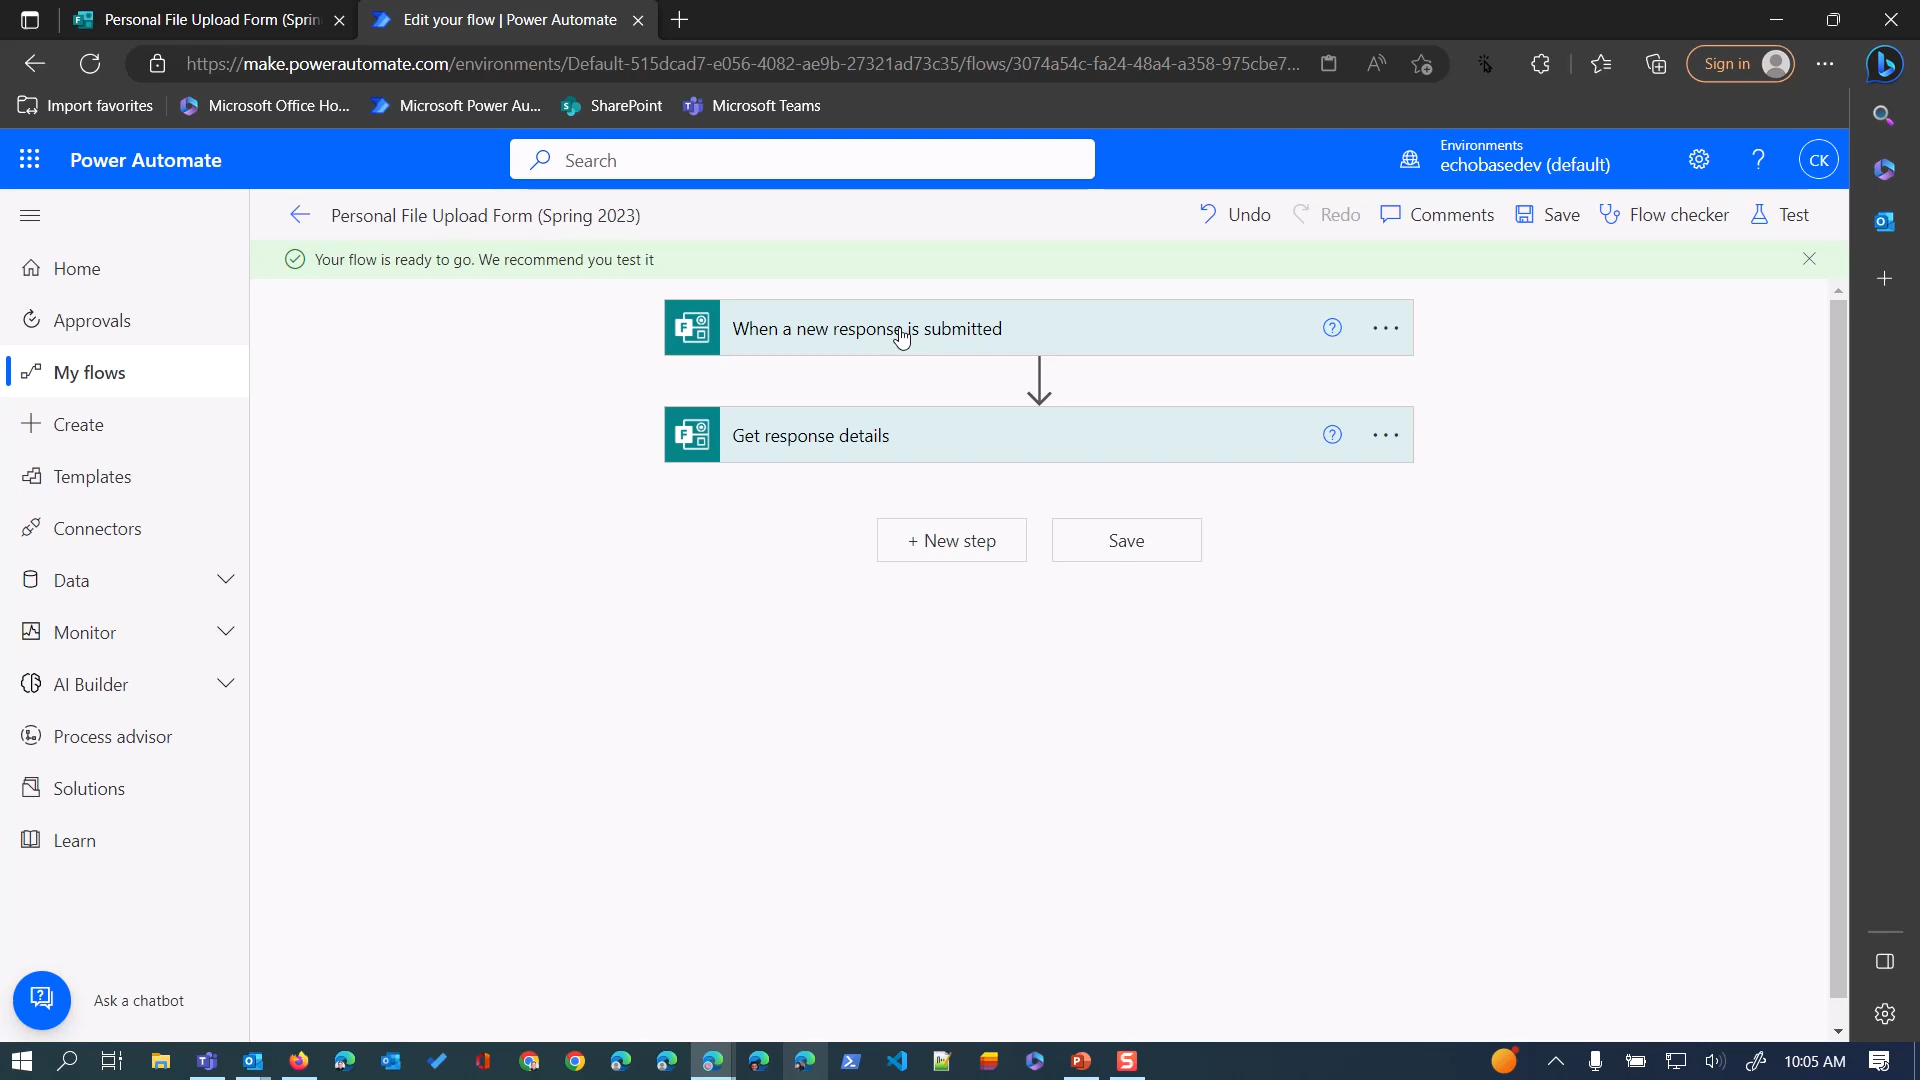 Personal File Upload Form (Sprin
Edit your flow | Power Automate
https://make.powerautomate.com/environments/Default-515dcad7-e056-4082-ae9b-27321ad73c35/flows/3074a54c-fa24-48a4-a358-975cbe7...
Sign in
Import favorites
Microsoft Office Ho...
Microsoft Power Au...
SharePoint
Microsoft Teams
Power Automate
Search
Environments
echobasedev (default)
CK
Personal File Upload Form (Spring 2023)
Undo
Redo
Comments
Save
Flow checker
Test
Your flow is ready to go. We recommend you test it
Home
Approvals
My flows
Create
Templates
Connectors
Data
Monitor
AI Builder
Process advisor
Solutions
Learn
Ask a chatbot
When a new response is submitted
Get response details
+ New step
Save
10:05 AM